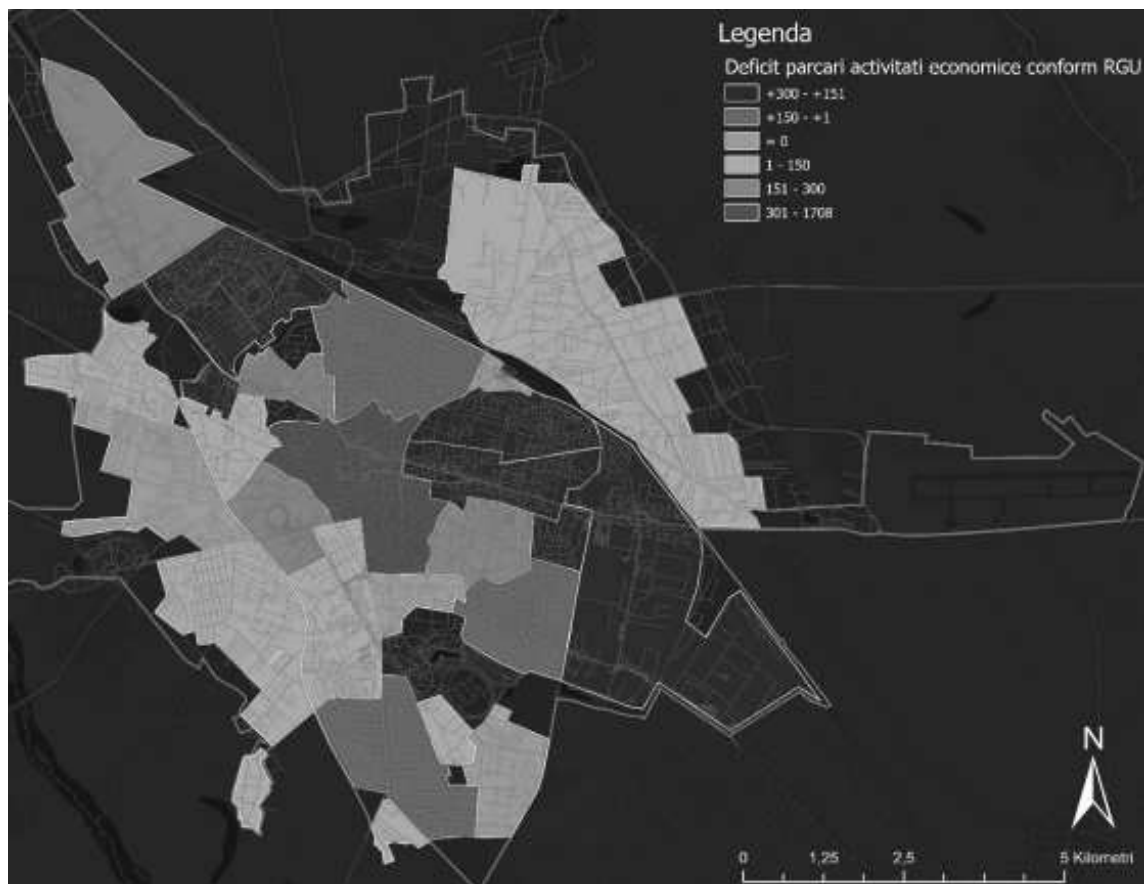 Legenda
Deficit parcari activitati economice conform RGU
+300 - +151
+150 - +1
= 0
1 - 150
151 - 300
301 - 1708
N
0 1,25 2,5 5 Kilometri